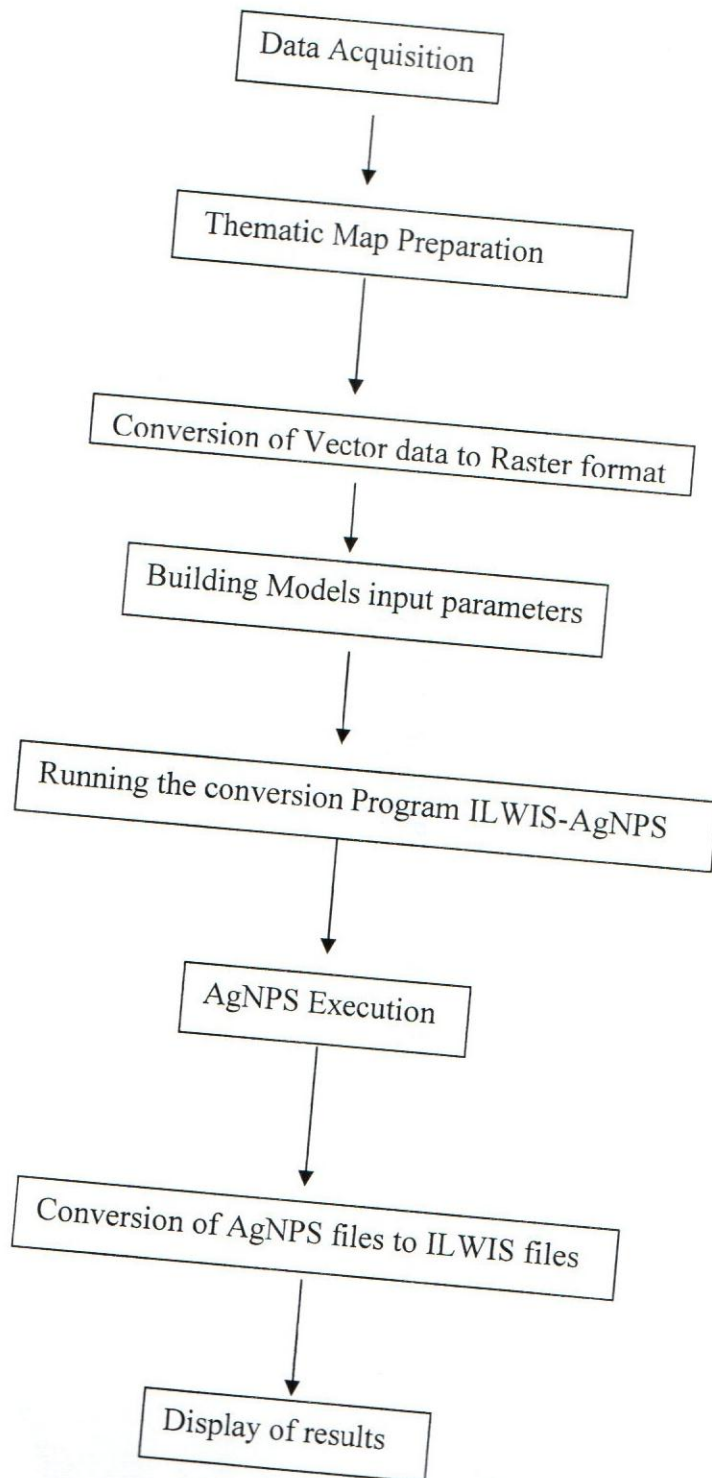 Data Acquisition
Thematic Map Preparation
Conversion of Vector data to Raster format
Building Models input parameters
Running the conversion Program ILWIS-AgNPS
AgNPS Execution
Conversion of AgNPS files to ILWIS files
Display of results